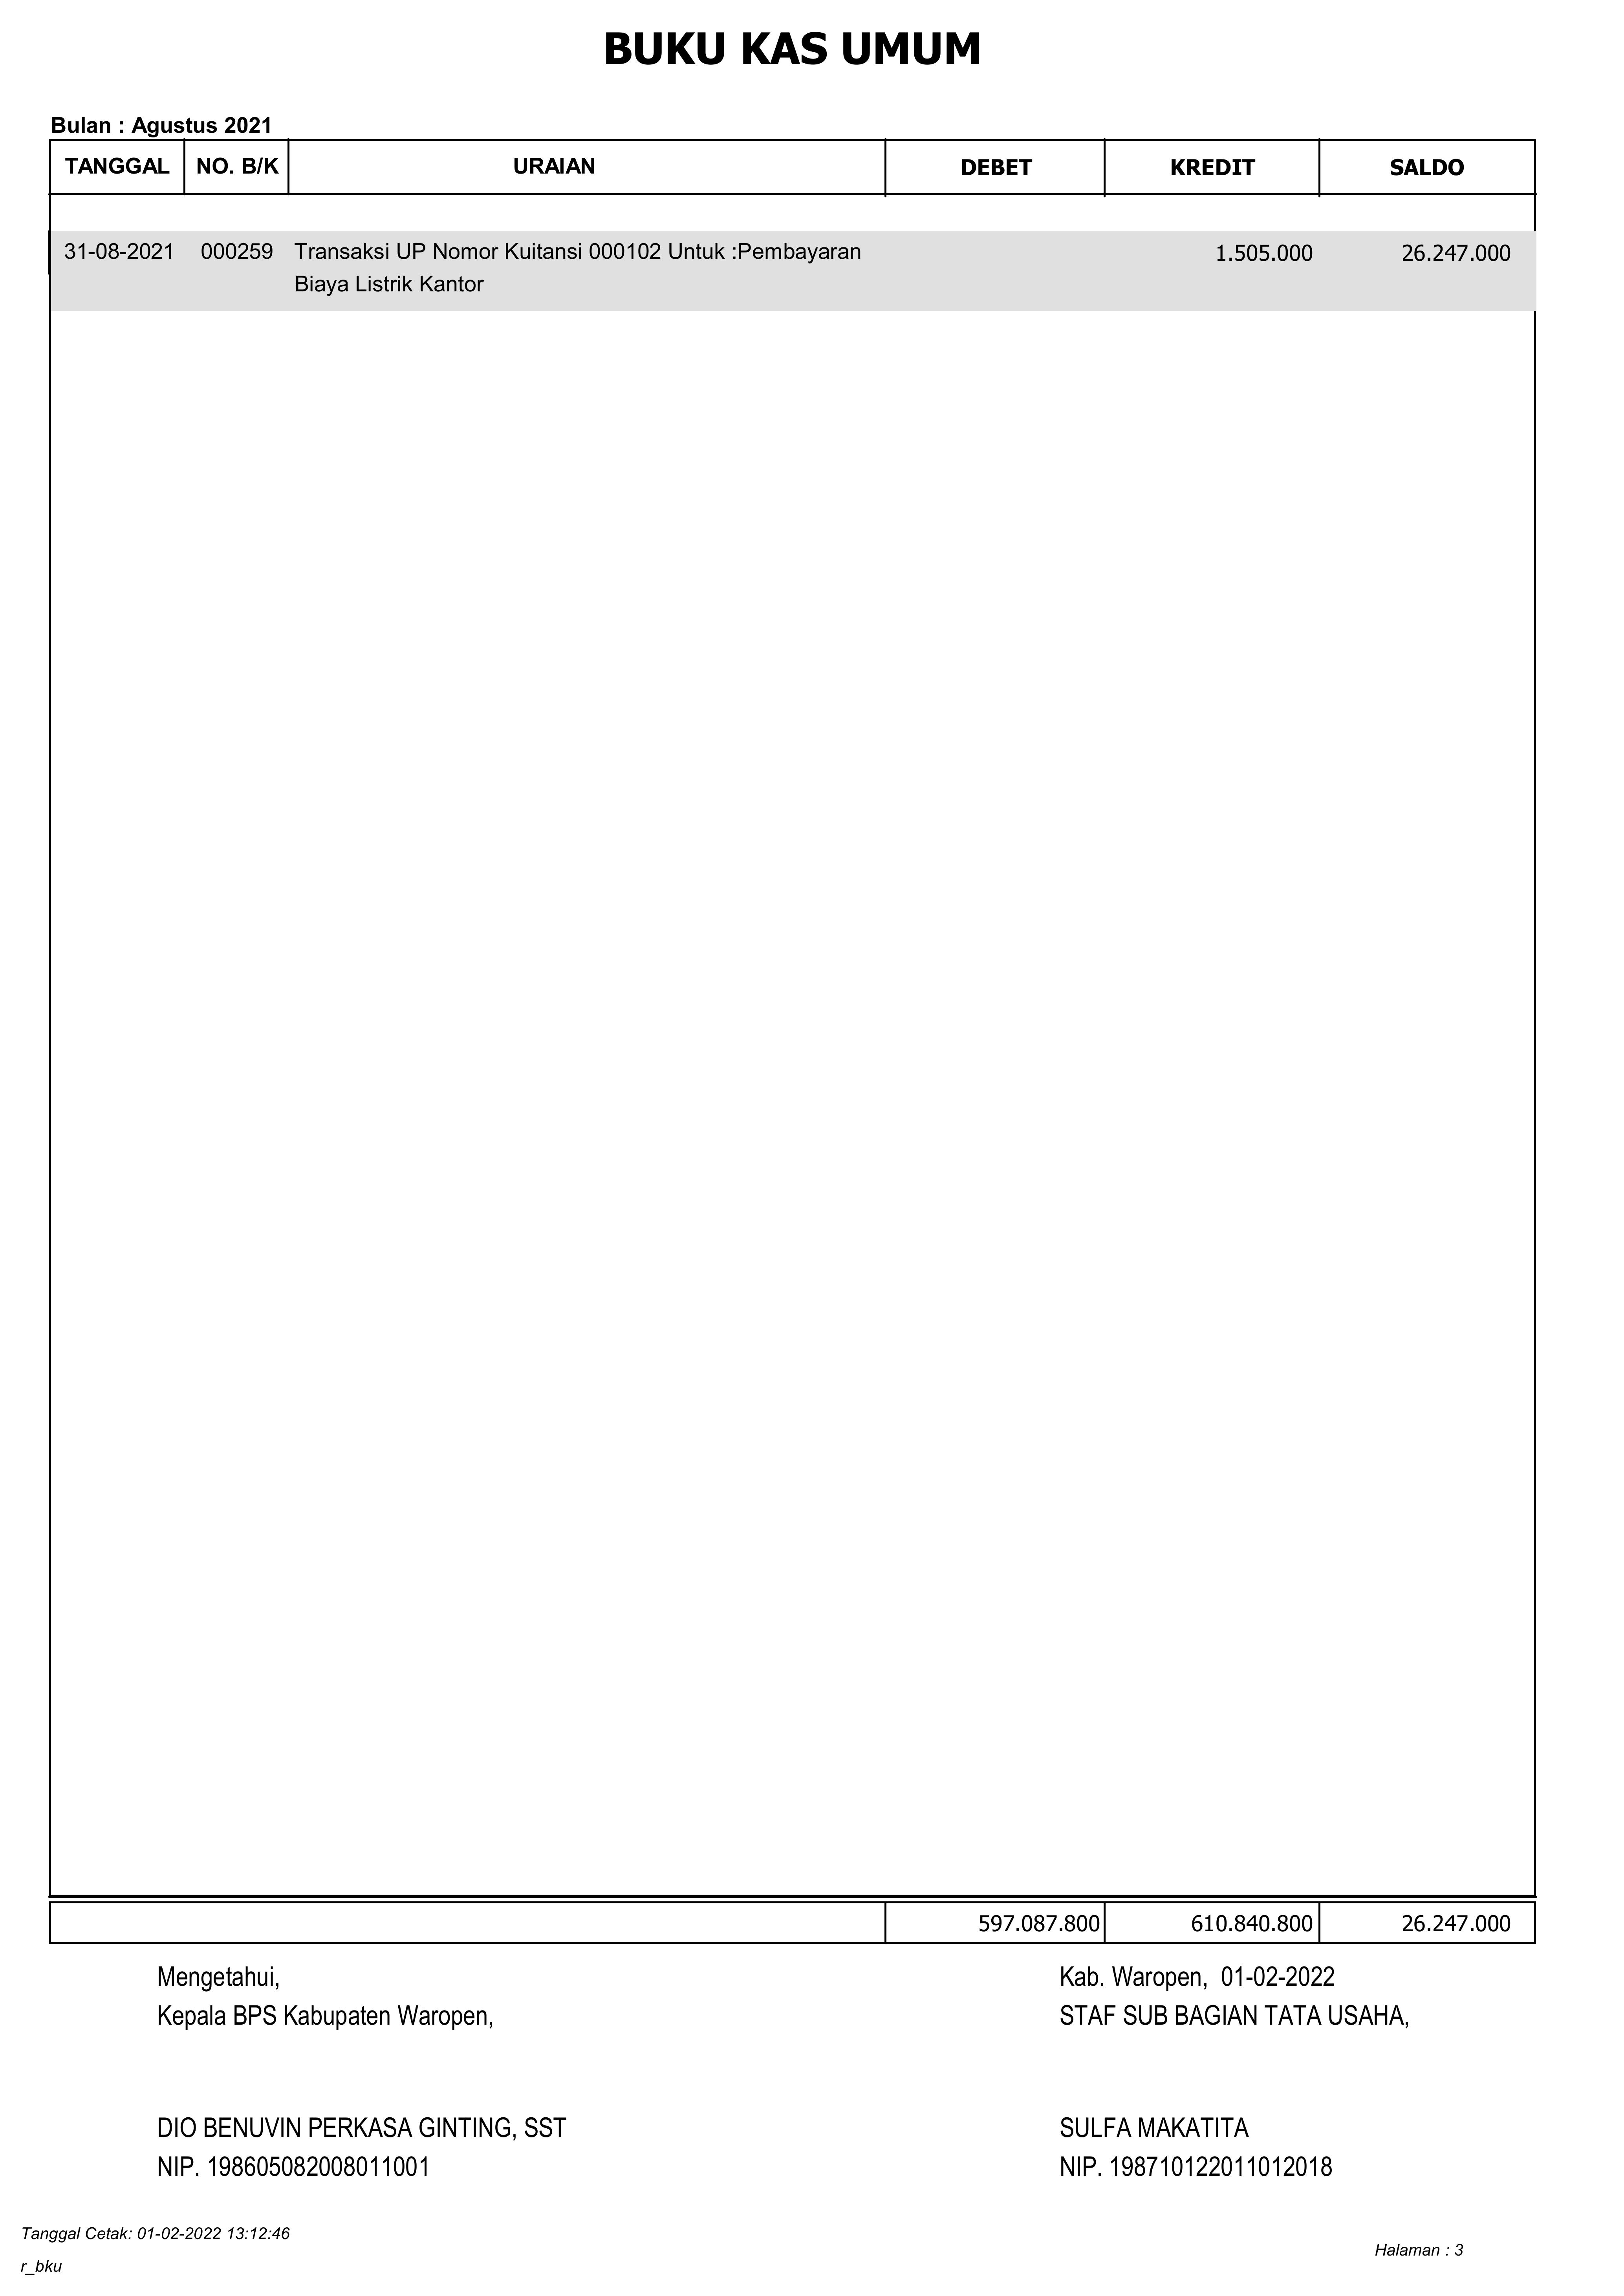 BUKU KAS UMUM
Bulan : Agustus 2021
TANGGAL NO. B/K URAIAN DEBET KREDIT SALDO
31-08-2021 000259 Transaksi UP Nomor Kuitansi 000102 Untuk :Pembayaran 1.505.000 26.247.000
Biaya Listrik Kantor
597.087.800 610.840.800 26.247.000
Mengetahui, Kab. Waropen, 01-02-2022
Kepala BPS Kabupaten Waropen, STAF SUB BAGIAN TATA USAHA,
DIO BENUVIN PERKASA GINTING, SST SULFA MAKATITA
NIP. 198605082008011001 NIP. 198710122011012018
Tanggal Cetak: 01-02-2022 13:12:46
Halaman : 3
r_bku